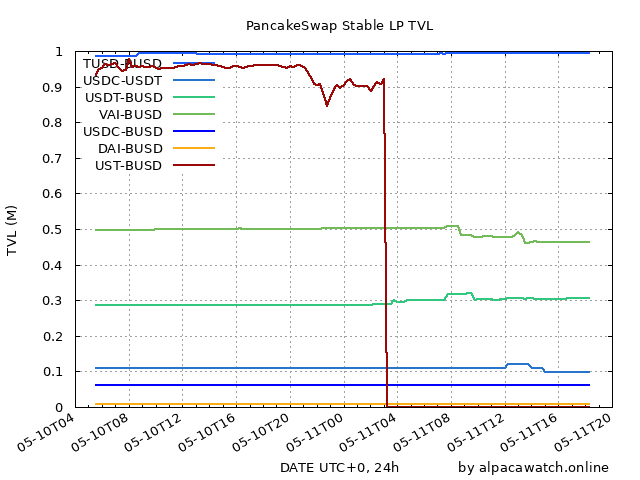 PancakeSwap Stable LP TVL
TVL (M)
1
0.9
0.8
0.7
0.6
0.5
0.4
0.3
0.2
0.1
0
TUSD-BUSD
USDC-USDT
USDT-BUSD
VAI-BUSD
USDC-BUSD
DAI-BUSD
UST-BUSD
05-10T04
05-10T08
05-10T12
05-10T16
05-10T20
05-11T00
05-11T04
05-11T08
05-11T12
05-11T16
05-11T20
DATE UTC+0, 24h
by alpacawatch.online